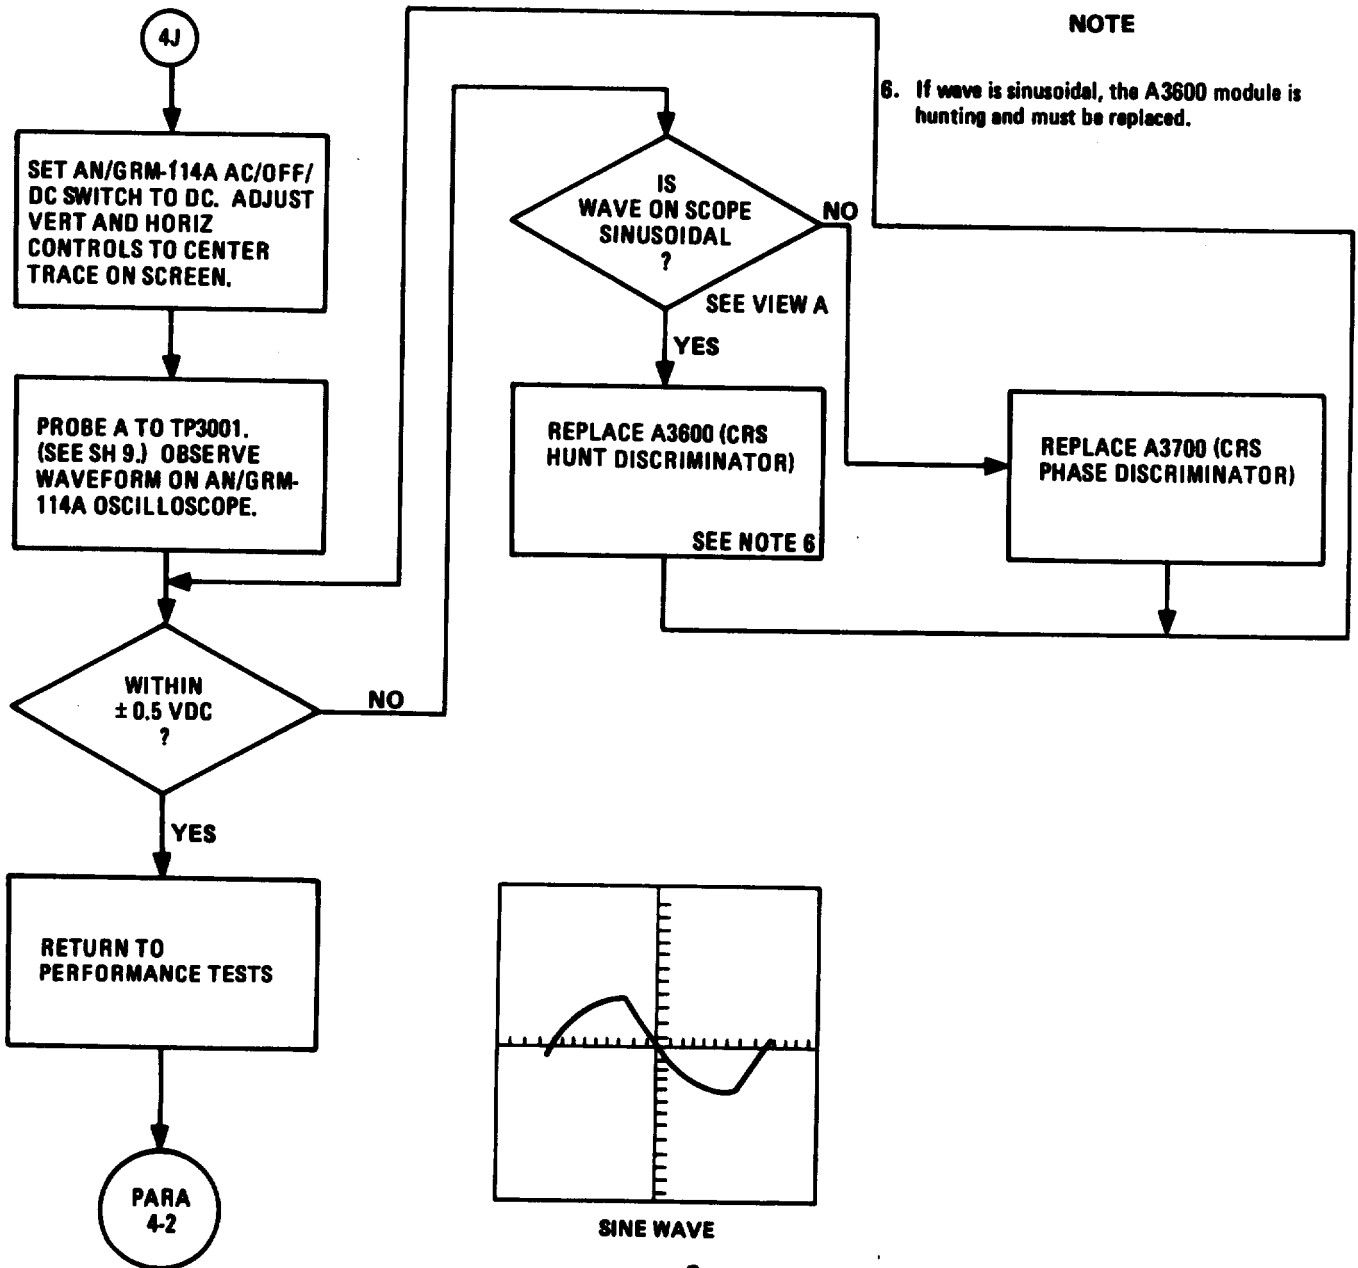 4J
SET AN/GRM-114A AC/OFF/
DC SWITCH TO DC. ADJUST
VERT AND HORIZ
CONTROLS TO CENTER
TRACE ON SCREEN.
PROBE A TO TP3001.
(SEE SH 9.) OBSERVE
WAVEFORM ON AN/GRM-
114A OSCILLOSCOPE.
WITHIN
± 0.5 VDC
?
NO
YES
RETURN TO
PERFORMANCE TESTS
PARA
4-2
IS
WAVE ON SCOPE
SINUSOIDAL
?
NO
SEE VIEW A
YES
REPLACE A3600 (CRS
HUNT DISCRIMINATOR)
SEE NOTE 6
REPLACE A3700 (CRS
PHASE DISCRIMINATOR)
NOTE
6. If wave is sinusoidal, the A3600 module is
hunting and must be replaced.
SINE WAVE